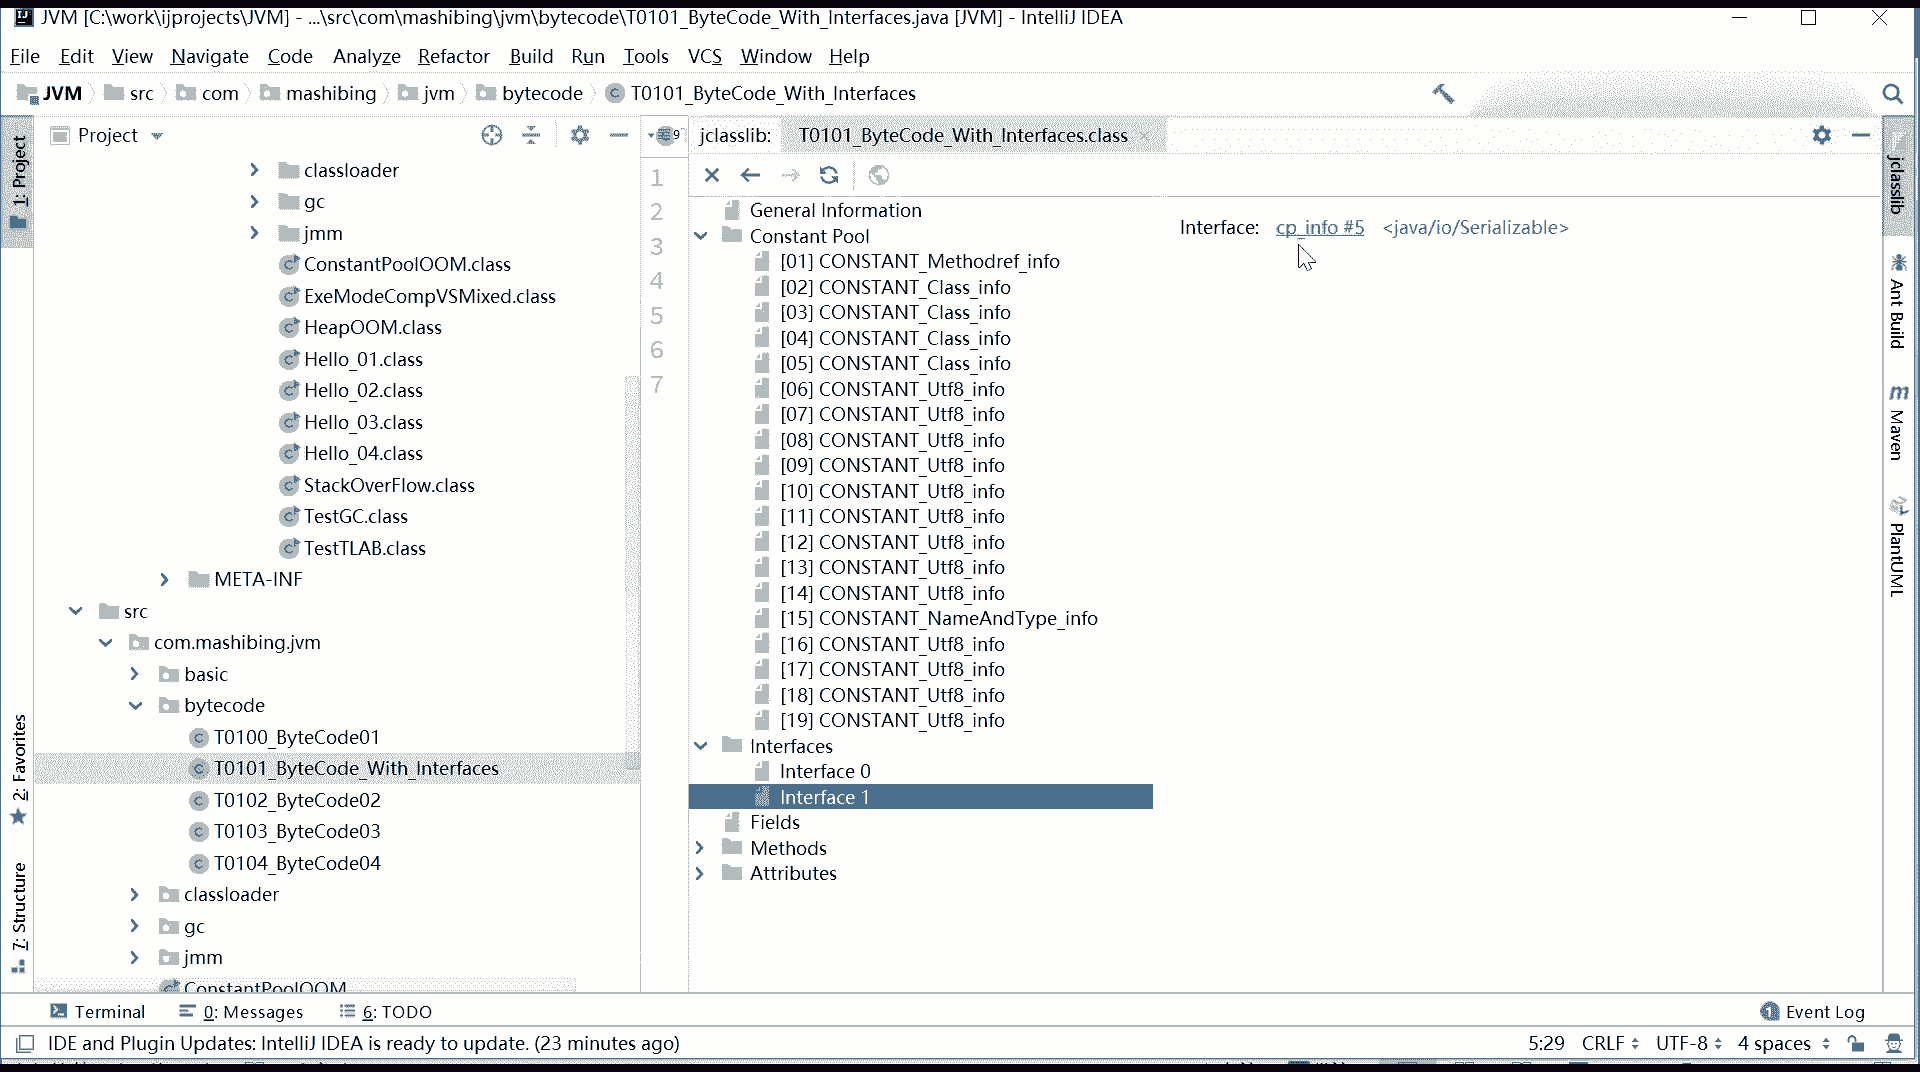 JVM [C:\work\ijprojects\JVM] - ...\src\com\mashibing\jvm\bytecode\T0101_ByteCode_With_Interfaces.java [JVM] - IntelliJ IDEA
File Edit View Navigate Code Analyze Refactor Build Run Tools VCS Window Help
JVM src com mashibing jvm bytecode T0101_ByteCode_With_Interfaces
1: Project
2: Favorites
7: Structure
Project
classloader
gc
jmm
ConstantPoolOOM.class
ExeModeCompVSMixed.class
HeapOOM.class
Hello_01.class
Hello_02.class
Hello_03.class
Hello_04.class
StackOverFlow.class
TestGC.class
TestTLAB.class
META-INF
src
com.mashibing.jvm
basic
bytecode
T0100_ByteCode01
T0101_ByteCode_With_Interfaces
T0102_ByteCode02
T0103_ByteCode03
T0104_ByteCode04
classloader
gc
jmm
ConstantPoolOOM
1
2
3
4
5
6
7
jclasslib: T0101_ByteCode_With_Interfaces.class
General Information
Constant Pool
[01] CONSTANT_Methodref_info
[02] CONSTANT_Class_info
[03] CONSTANT_Class_info
[04] CONSTANT_Class_info
[05] CONSTANT_Class_info
[06] CONSTANT_Utf8_info
[07] CONSTANT_Utf8_info
[08] CONSTANT_Utf8_info
[09] CONSTANT_Utf8_info
[10] CONSTANT_Utf8_info
[11] CONSTANT_Utf8_info
[12] CONSTANT_Utf8_info
[13] CONSTANT_Utf8_info
[14] CONSTANT_Utf8_info
[15] CONSTANT_NameAndType_info
[16] CONSTANT_Utf8_info
[17] CONSTANT_Utf8_info
[18] CONSTANT_Utf8_info
[19] CONSTANT_Utf8_info
Interfaces
Interface 0
Interface 1
Fields
Methods
Attributes
Interface: cp_info #5 <java/io/Serializable>
jclasslib
Ant Build
Maven
PlantUML
Terminal 0: Messages 6: TODO 1 Event Log
IDE and Plugin Updates: IntelliJ IDEA is ready to update. (23 minutes ago) 5:29 CRLF UTF-8 4 spaces